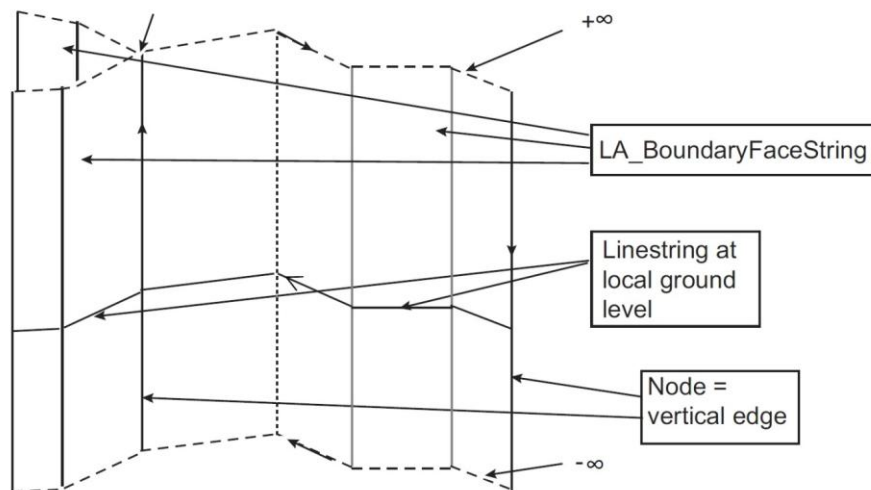 +∞
LA_BoundaryFaceString
Linestring at
local ground
level
Node =
vertical edge
-∞